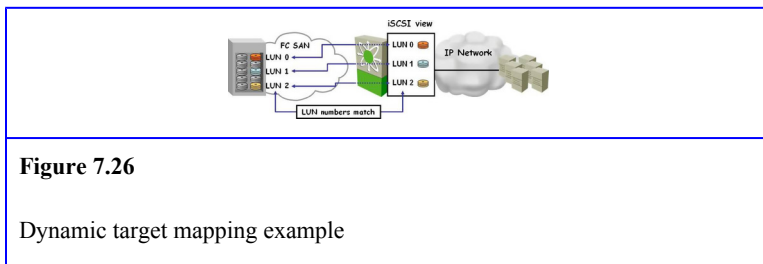 iSCSI view
FC SAN
LUN 0
LUN 0
IP Network
LUN 1
LUN 1
LUN 2
LUN 2
LUN numbers match
Figure 7.26
Dynamic target mapping example